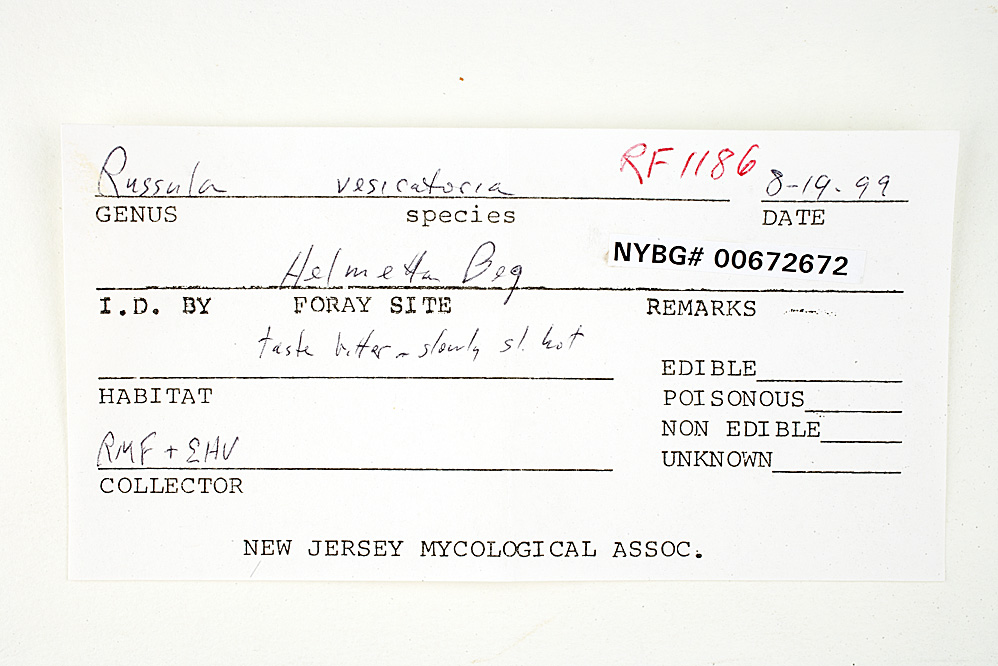 Russula vesicatoria RF1186 8-19-99
GENUS species DATE
Helmetta Beg NYBG# 00672672
I.D. BY FORAY SITE REMARKS
taste bitter - slowly sl. hot
EDIBLE
HABITAT POISONOUS
NON EDIBLE
RMF + EHV UNKNOWN
COLLECTOR
NEW JERSEY MYCOLOGICAL ASSOC.